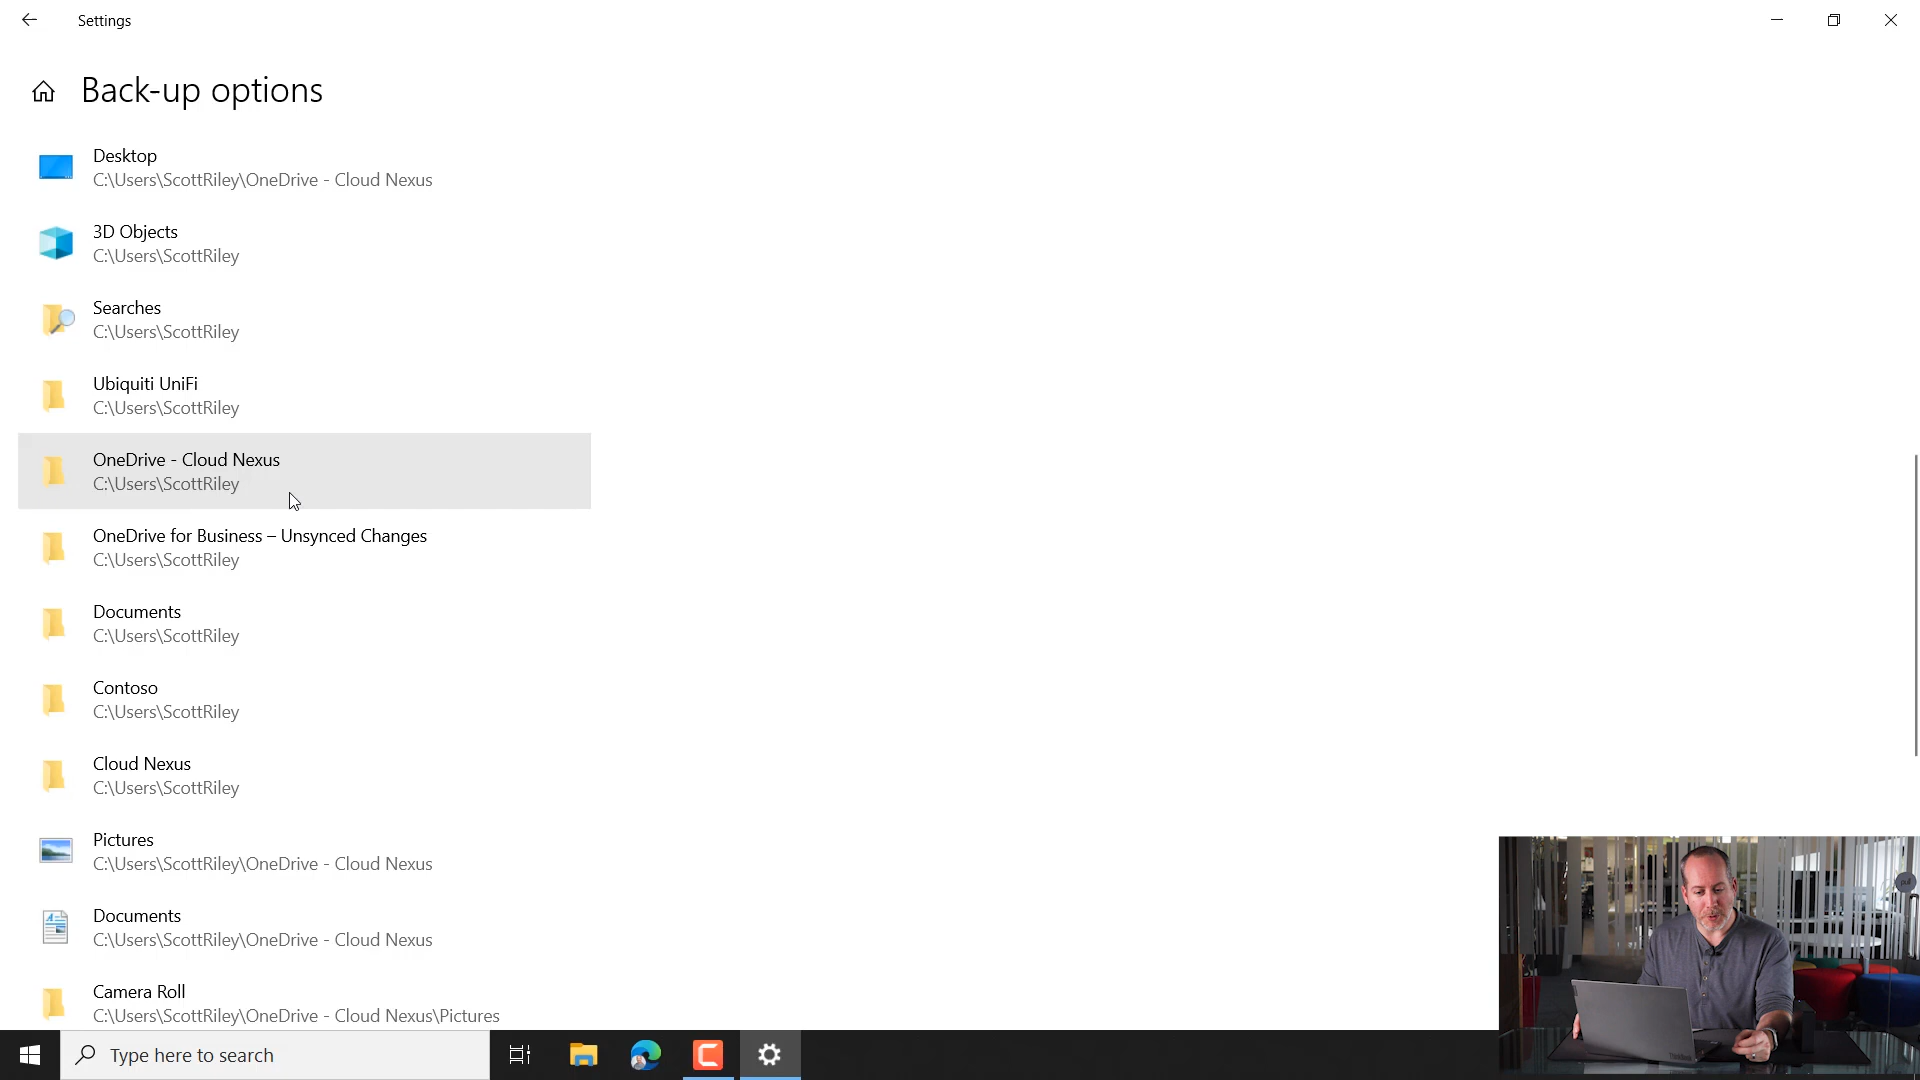 Settings
Back-up options
Desktop
C:\Users\ScottRiley\OneDrive - Cloud Nexus
3D Objects
C:\Users\ScottRiley
Searches
C:\Users\ScottRiley
Ubiquiti UniFi
C:\Users\ScottRiley
OneDrive - Cloud Nexus
C:\Users\ScottRiley
OneDrive for Business – Unsynced Changes
C:\Users\ScottRiley
Documents
C:\Users\ScottRiley
Contoso
C:\Users\ScottRiley
Cloud Nexus
C:\Users\ScottRiley
Pictures
C:\Users\ScottRiley\OneDrive - Cloud Nexus
Documents
C:\Users\ScottRiley\OneDrive - Cloud Nexus
Camera Roll
C:\Users\ScottRiley\OneDrive - Cloud Nexus\Pictures
Type here to search